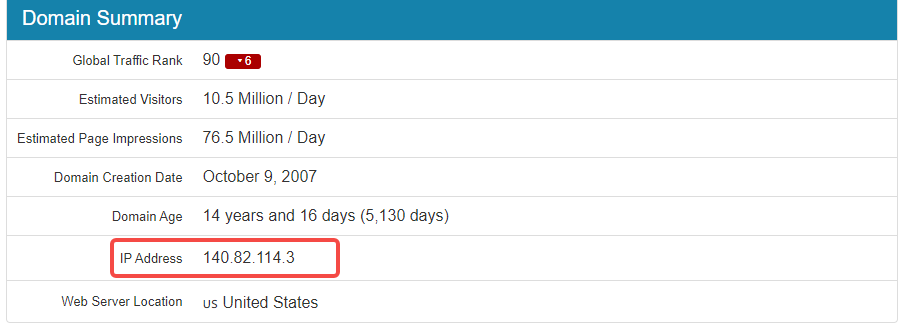 Domain Summary
Global Traffic Rank 90 6
Estimated Visitors 10.5 Million / Day
Estimated Page Impressions 76.5 Million / Day
Domain Creation Date October 9, 2007
Domain Age 14 years and 16 days (5,130 days)
IP Address 140.82.114.3
Web Server Location us United States